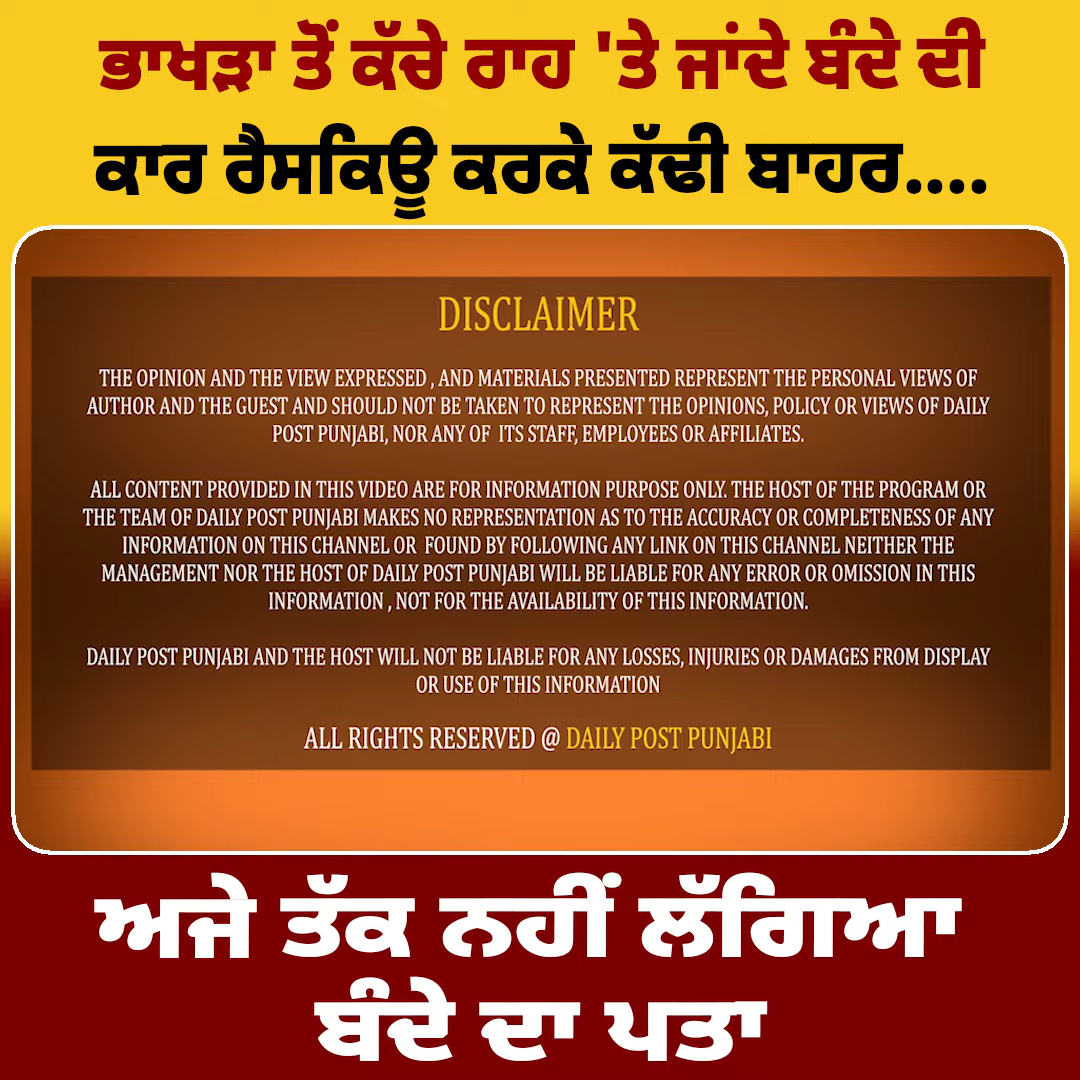 ਭਾਖੜਾ ਤੋਂ ਕੱਚੇ ਰਾਹ 'ਤੇ ਜਾਂਦੇ ਬੰਦੇ ਦੀ
ਕਾਰ ਰੈਸਕਿਊ ਕਰਕੇ ਕੱਢੀ ਬਾਹਰ....
DISCLAIMER
THE OPINION AND THE VIEW EXPRESSED , AND MATERIALS PRESENTED REPRESENT THE PERSONAL VIEWS OF
AUTHOR AND THE GUEST AND SHOULD NOT BE TAKEN TO REPRESENT THE OPINIONS, POLICY OR VIEWS OF DAILY
POST PUNJABI, NOR ANY OF ITS STAFF, EMPLOYEES OR AFFILIATES.
ALL CONTENT PROVIDED IN THIS VIDEO ARE FOR INFORMATION PURPOSE ONLY. THE HOST OF THE PROGRAM OR
THE TEAM OF DAILY POST PUNJABI MAKES NO REPRESENTATION AS TO THE ACCURACY OR COMPLETENESS OF ANY
INFORMATION ON THIS CHANNEL OR FOUND BY FOLLOWING ANY LINK ON THIS CHANNEL NEITHER THE
MANAGEMENT NOR THE HOST OF DAILY POST PUNJABI WILL BE LIABLE FOR ANY ERROR OR OMISSION IN THIS
INFORMATION , NOT FOR THE AVAILABILITY OF THIS INFORMATION.
DAILY POST PUNJABI AND THE HOST WILL NOT BE LIABLE FOR ANY LOSSES, INJURIES OR DAMAGES FROM DISPLAY
OR USE OF THIS INFORMATION
ALL RIGHTS RESERVED @ DAILY POST PUNJABI
ਅਜੇ ਤੱਕ ਨਹੀਂ ਲੱਗਿਆ
ਬੰਦੇ ਦਾ ਪਤਾ